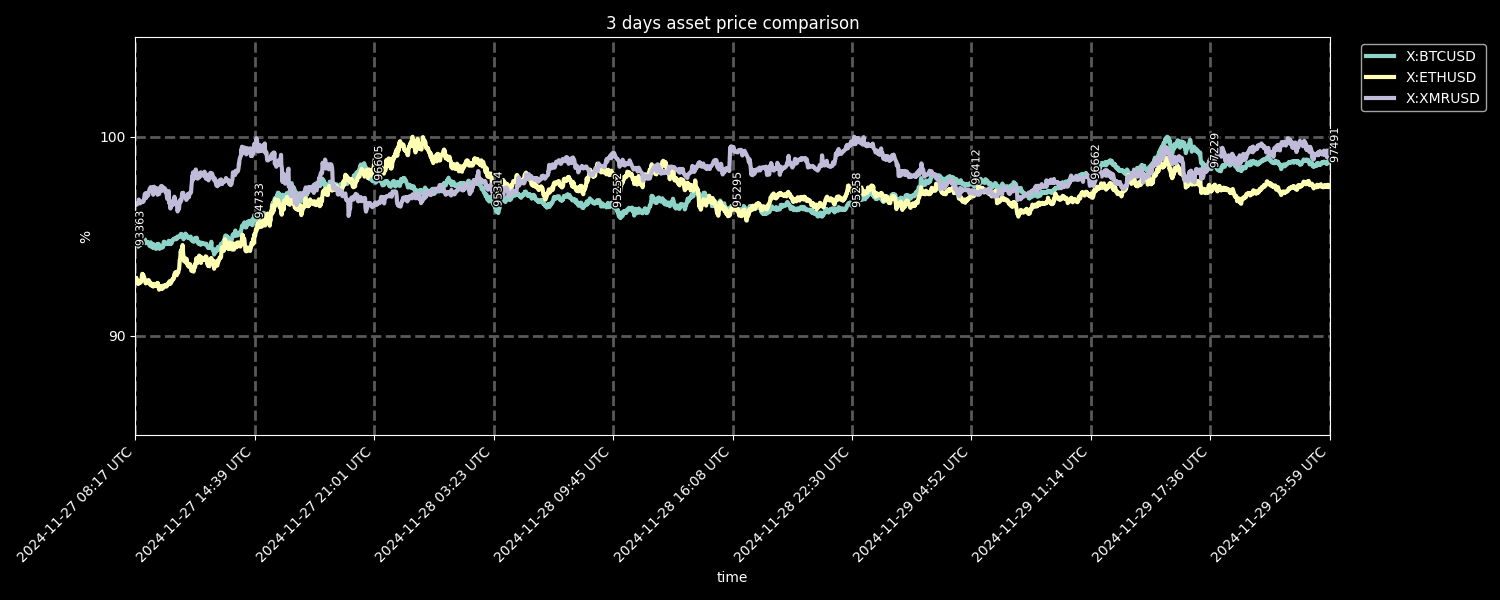 3 days asset price comparison
X:BTCUSD
X:ETHUSD
X:XMRUSD
100
90
%
93363
94733
96605
95314
95252
95295
95258
96412
96662
97229
97491
2024-11-27 08:17 UTC
2024-11-27 14:39 UTC
2024-11-27 21:01 UTC
2024-11-28 03:23 UTC
2024-11-28 09:45 UTC
2024-11-28 16:08 UTC
2024-11-28 22:30 UTC
2024-11-29 04:52 UTC
2024-11-29 11:14 UTC
2024-11-29 17:36 UTC
2024-11-29 23:59 UTC
time